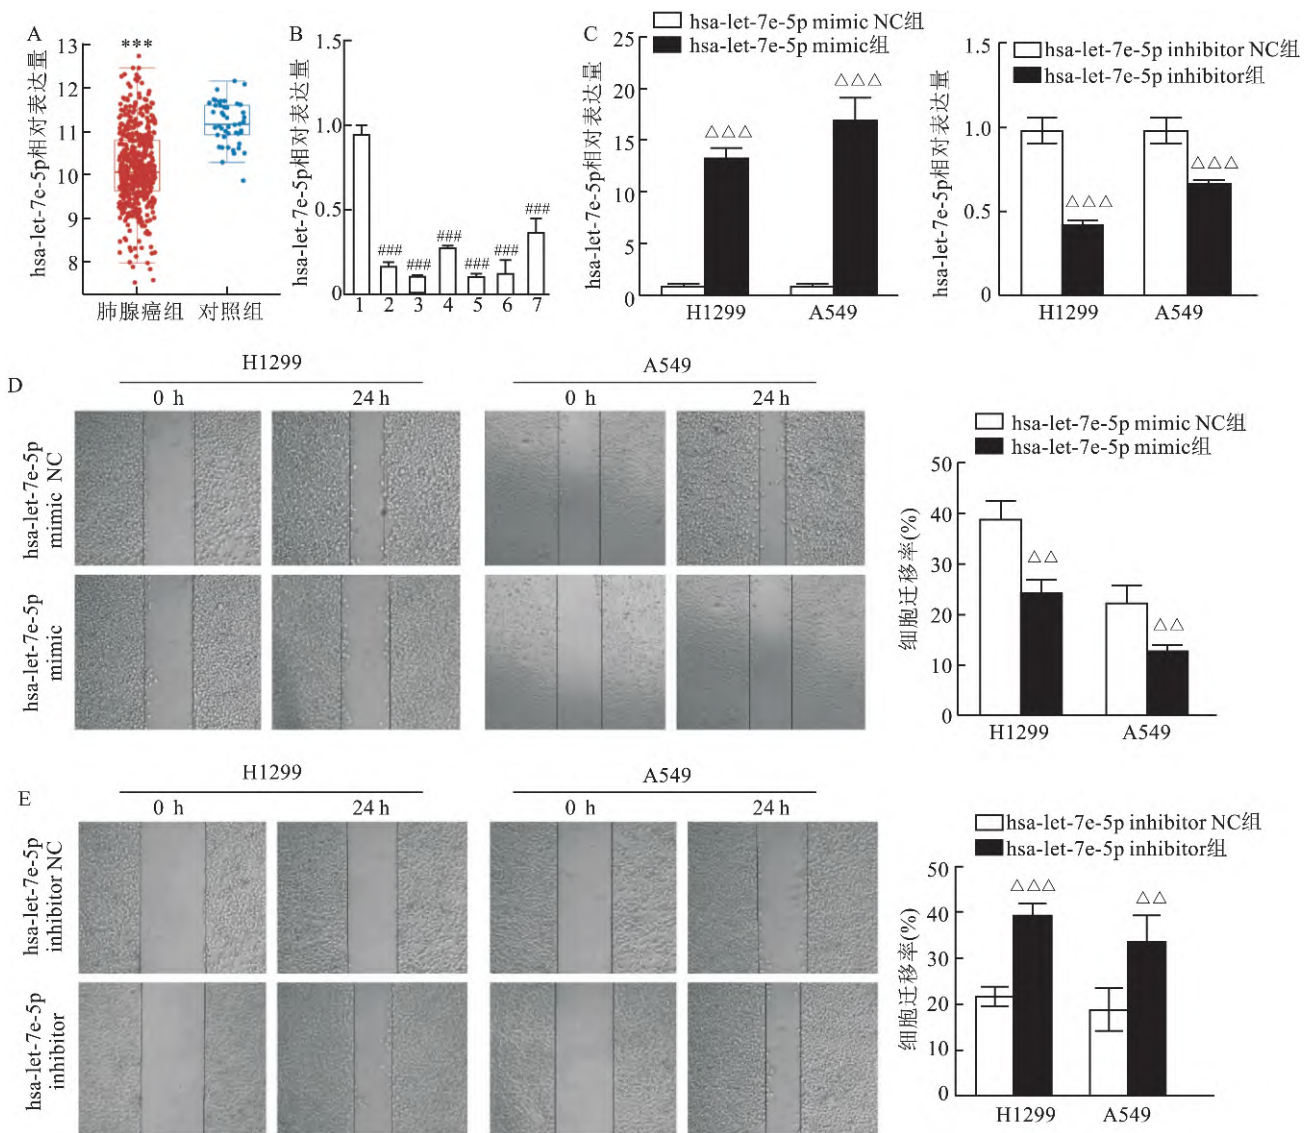 A
hsa-let-7e-5p相对表达量
13
12
11
10
9
8
***
肺腺癌组
对照组
B
hsa-let-7e-5p相对表达量
1.5
1.0
0.5
0
###
###
###
###
###
###
1 2 3 4 5 6 7
C
hsa-let-7e-5p mimic NC组
hsa-let-7e-5p mimic组
hsa-let-7e-5p相对表达量
25
20
15
10
5
0
△△△
△△△
H1299
A549
hsa-let-7e-5p inhibitor NC组
hsa-let-7e-5p inhibitor组
hsa-let-7e-5p相对表达量
1.5
1.0
0.5
0
△△△
△△△
H1299
A549
D
H1299
A549
0 h
24 h
0 h
24 h
hsa-let-7e-5p
mimic NC
hsa-let-7e-5p
mimic
hsa-let-7e-5p mimic NC组
hsa-let-7e-5p mimic组
细胞迁移率(%)
50
40
30
20
10
0
△△
△△
H1299
A549
E
H1299
A549
0 h
24 h
0 h
24 h
hsa-let-7e-5p
inhibitor NC
hsa-let-7e-5p
inhibitor
hsa-let-7e-5p inhibitor NC组
hsa-let-7e-5p inhibitor组
细胞迁移率(%)
50
40
30
20
10
0
△△△
△△
H1299
A549